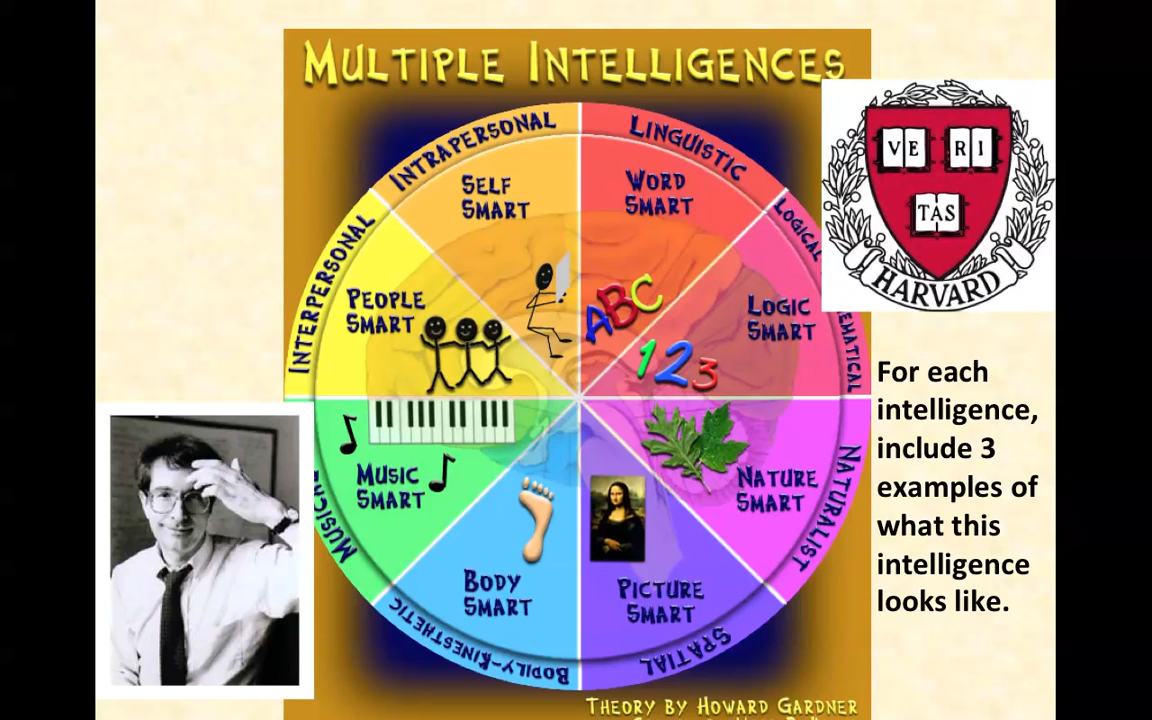 MULTIPLE INTELLIGENCES
INTRAPERSONAL
LINGUISTIC
SELF
SMART
WORD
SMART
VE RI
TAS
HARVARD
INTERPERSONAL
LOGICAL
PEOPLE
SMART
LOGIC
SMART
ABC
123
For each
intelligence,
include 3
examples of
what this
intelligence
looks like.
MUSIC
SMART
NATURE
SMART
NATURALIST
BODY
SMART
PICTURE
SMART
BODILY-KINESTHETIC
SPATIAL
THEORY BY HOWARD GARDNER